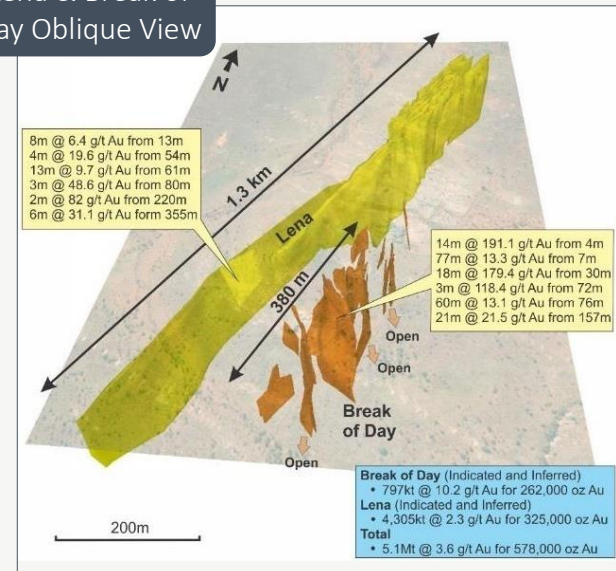 ay Oblique View
N
8m @ 6.4 g/t Au from 13m
4m @ 19.6 g/t Au from 54m
13m @ 9.7 g/t Au from 61m
3m @ 48.6 g/t Au from 80m
2m @ 82 g/t Au from 220m
6m @ 31.1 g/t Au form 355m
1.3 km
Lena
380 m
14m @ 191.1 g/t Au from 4m
77m @ 13.3 g/t Au from 7m
18m @ 179.4 g/t Au from 30m
3m @ 118.4 g/t Au from 72m
60m @ 13.1 g/t Au from 76m
21m @ 21.5 g/t Au from 157m
Open
Open
Break
of Day
Open
Break of Day (Indicated and Inferred)
• 797kt @ 10.2 g/t Au for 262,000 oz Au
Lena (Indicated and Inferred)
• 4,305kt @ 2.3 g/t Au for 325,000 oz Au
Total
• 5.1Mt @ 3.6 g/t Au for 578,000 oz Au
200m